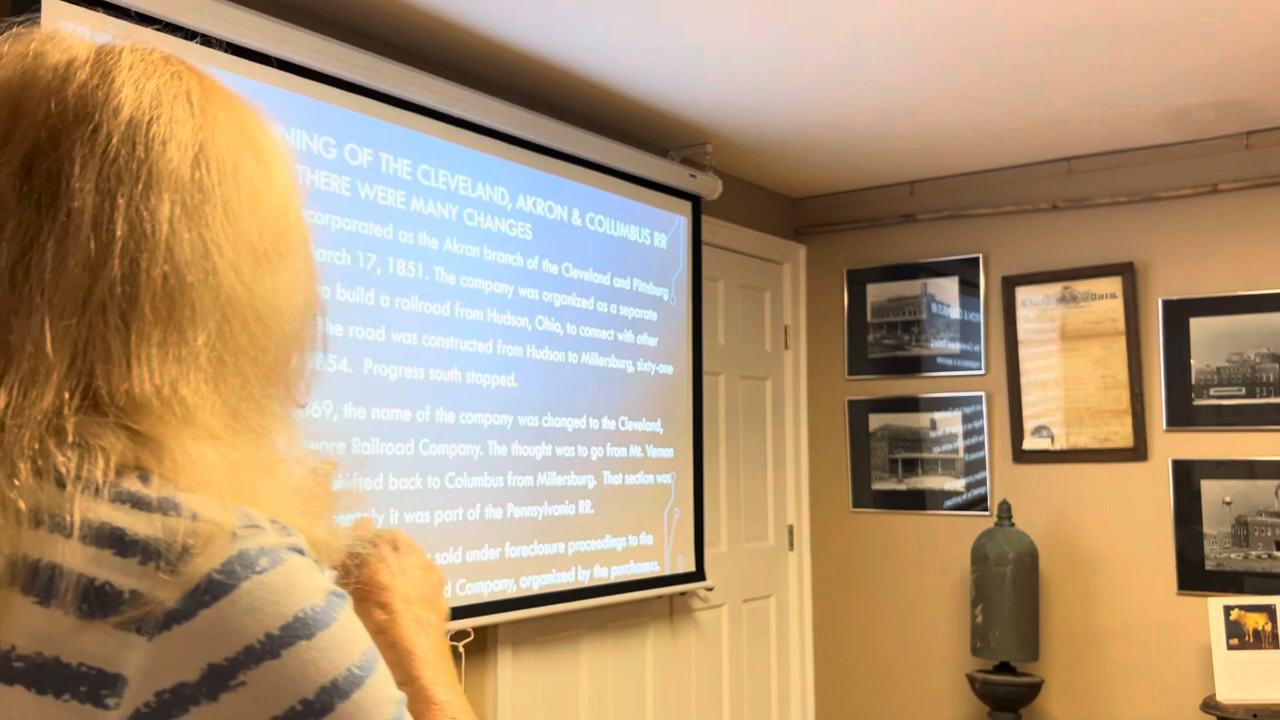 NING OF THE CLEVELAND, AKRON & COLUMBUS RR
THERE WERE MANY CHANGES
corporated as the Akron branch of the Cleveland and Pittsburg
arch 17, 1851. The company was organized as a separate
o build a railroad from Hudson, Ohio, to connect with other
he road was constructed from Hudson to Millersburg, sixty-one
54. Progress south stopped.
69, the name of the company was changed to the Cleveland,
ware Railroad Company. The thought was to go from Mt. Vernon
shifted back to Columbus from Millersburg. That section was
it was part of the Pennsylvania RR.
sold under foreclosure proceedings to the
d Company, organized by the purchasers.